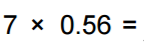 7 × 0.56 =